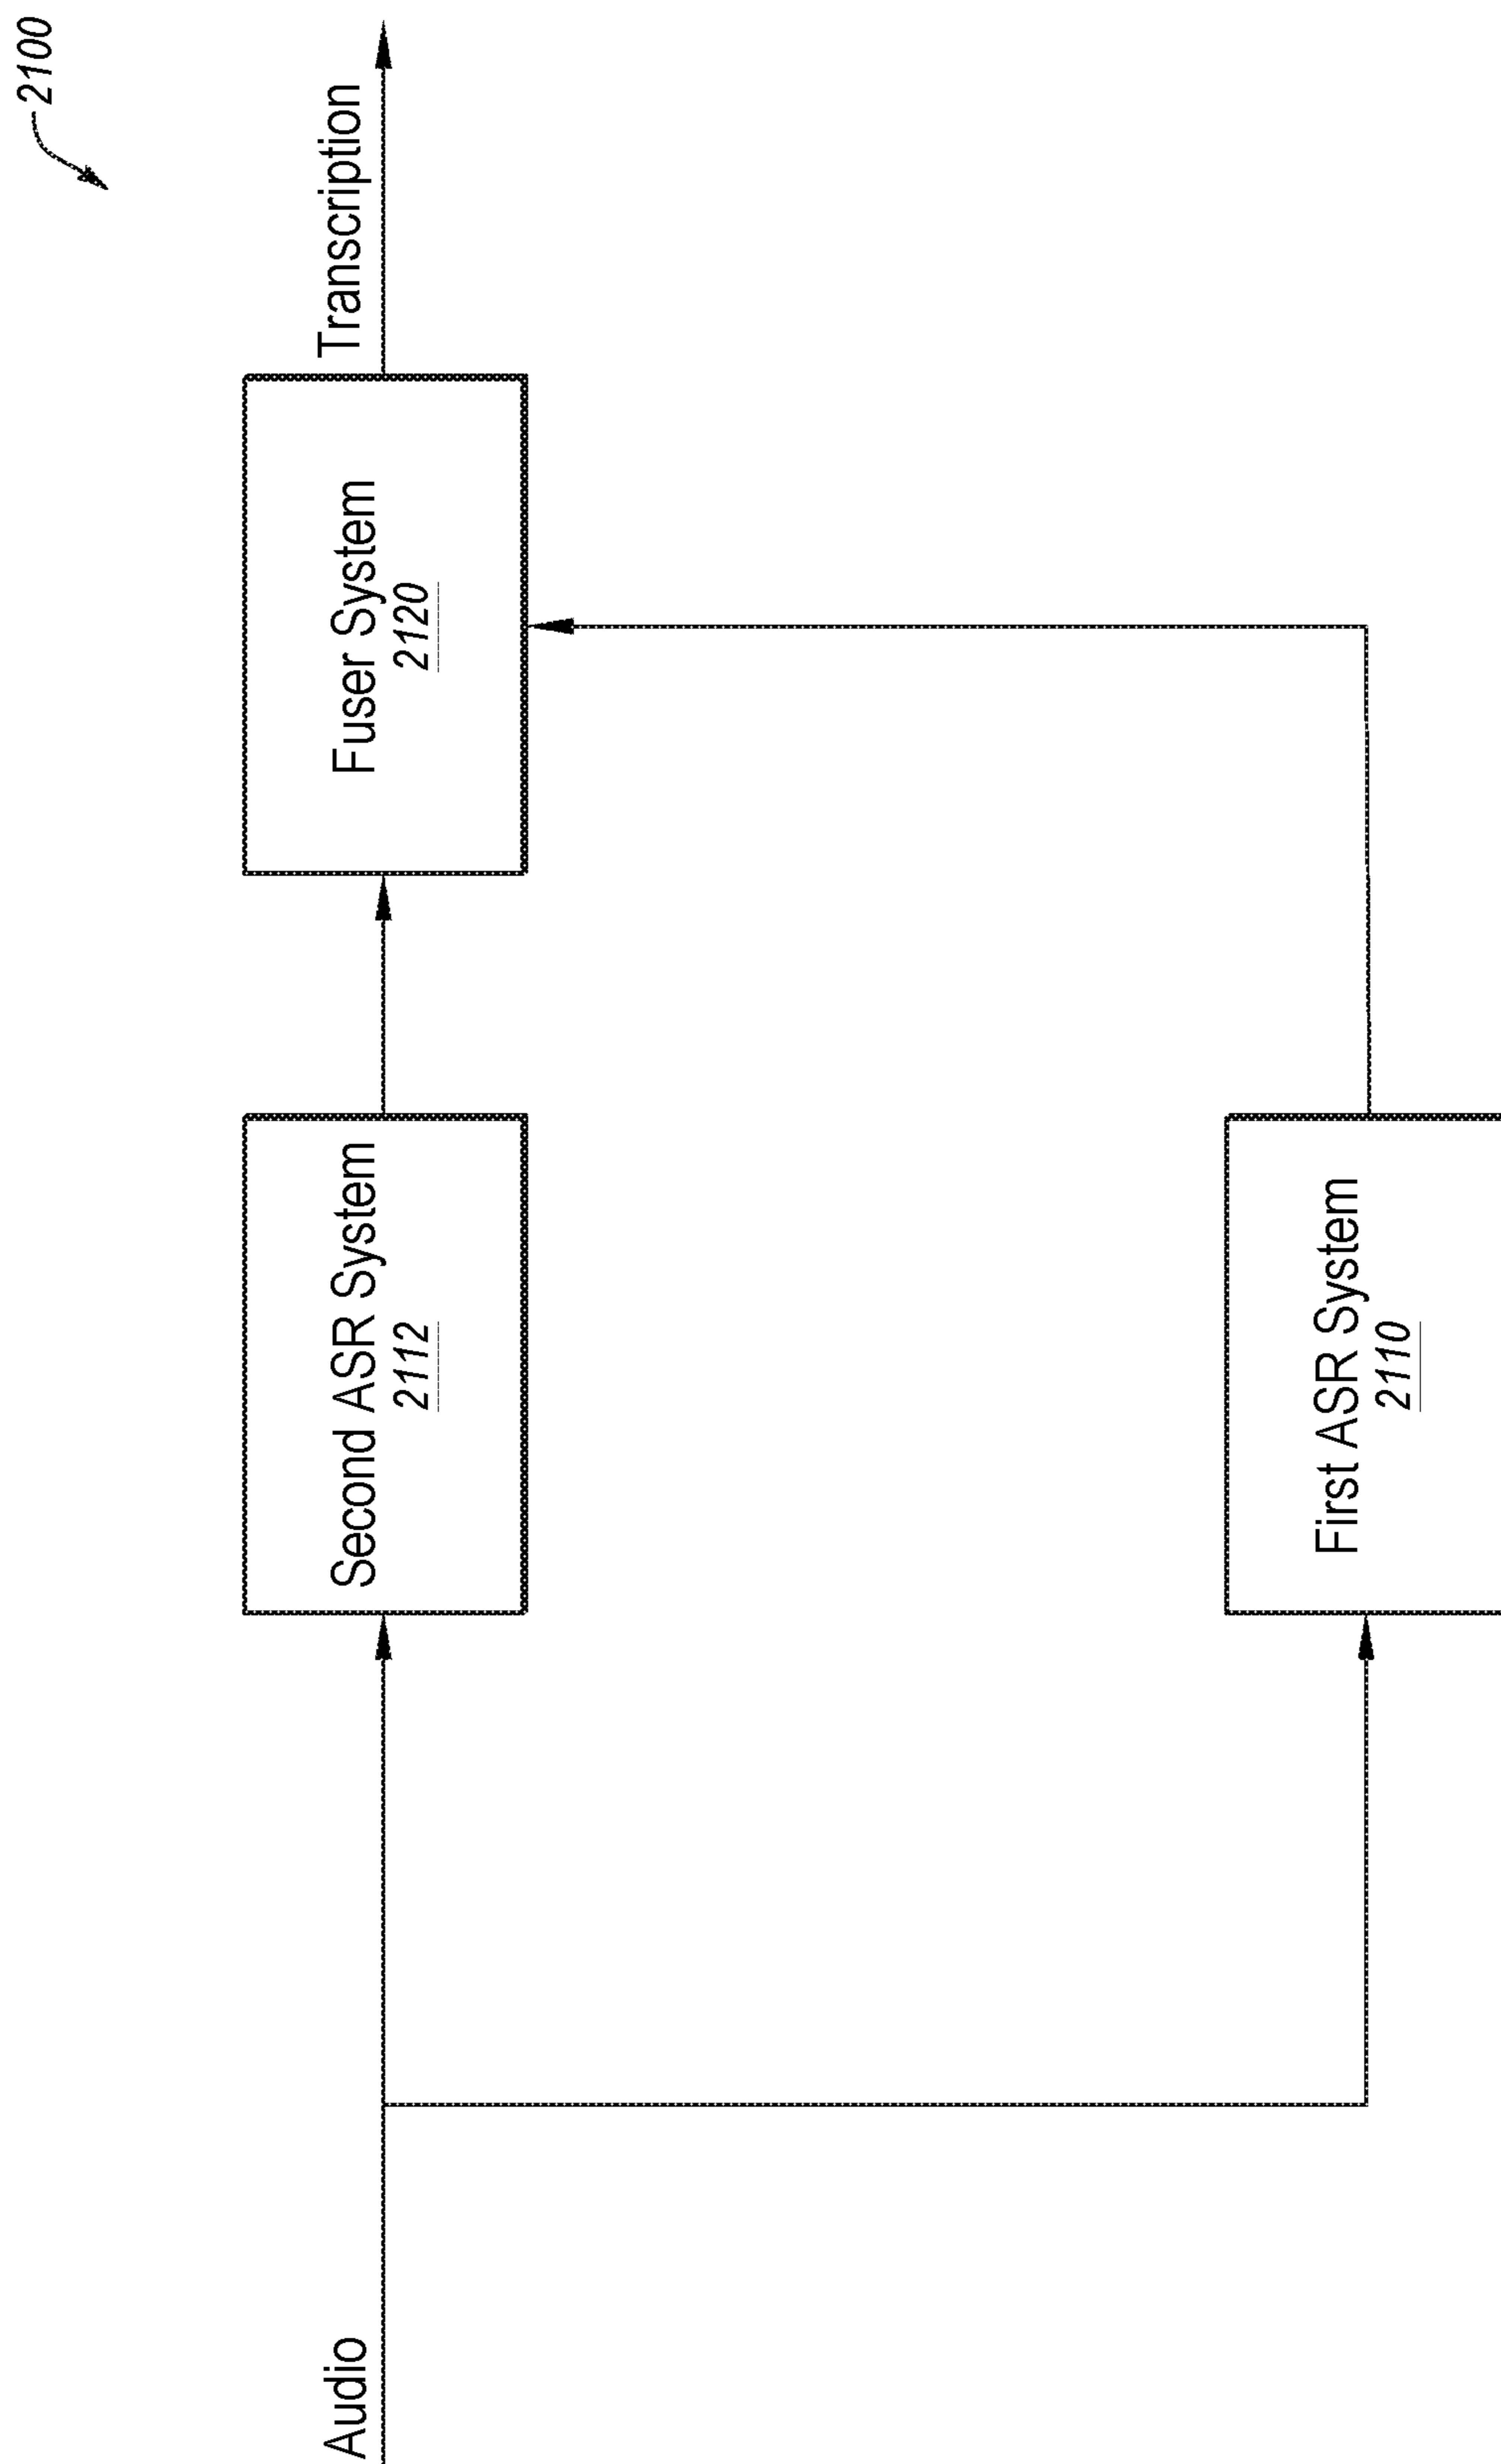 2100
Audio
Second ASR System
2112
Fuser System
2120
Transcription
First ASR System
2110